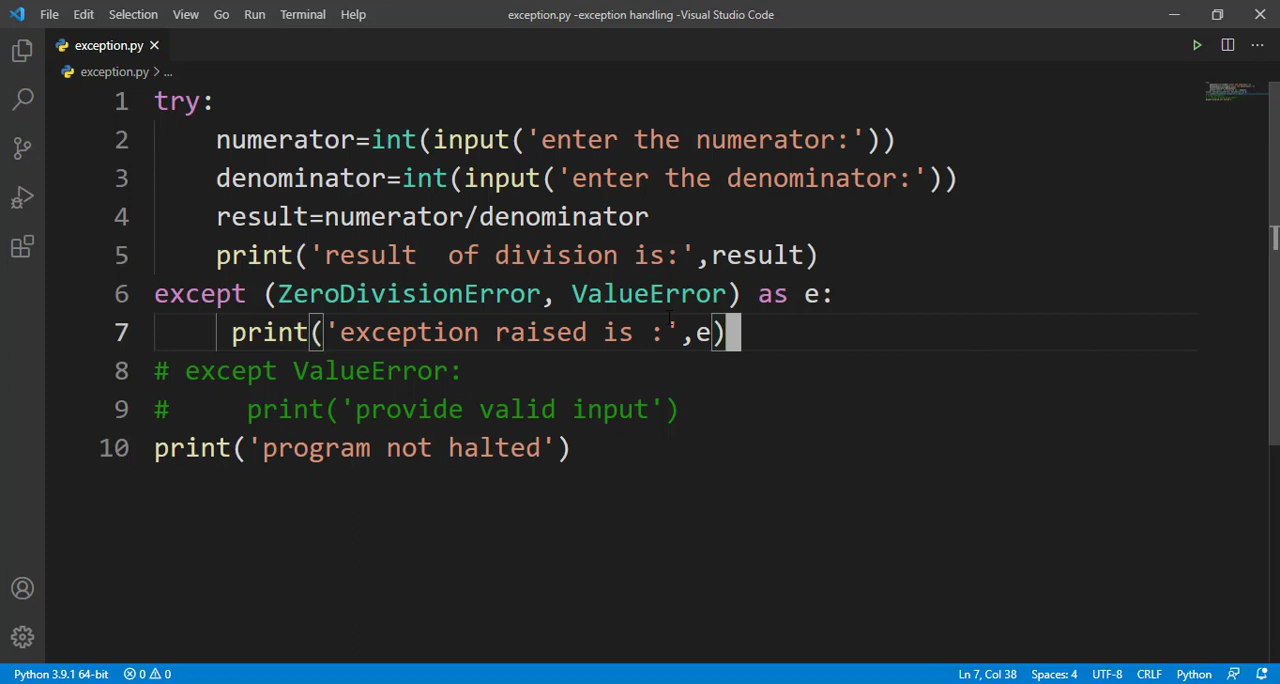 File Edit Selection View Go Run Terminal Help exception.py -exception handling -Visual Studio Code
exception.py
exception.py > ...
1 try:
2     numerator=int(input('enter the numerator:'))
3     denominator=int(input('enter the denominator:'))
4     result=numerator/denominator
5     print('result  of division is:',result)
6 except (ZeroDivisionError, ValueError) as e:
7      print('exception raised is :',e)
8 # except ValueError:
9 #     print('provide valid input')
10 print('program not halted')
Python 3.9.1 64-bit 0 0 Ln 7, Col 38 Spaces: 4 UTF-8 CRLF Python